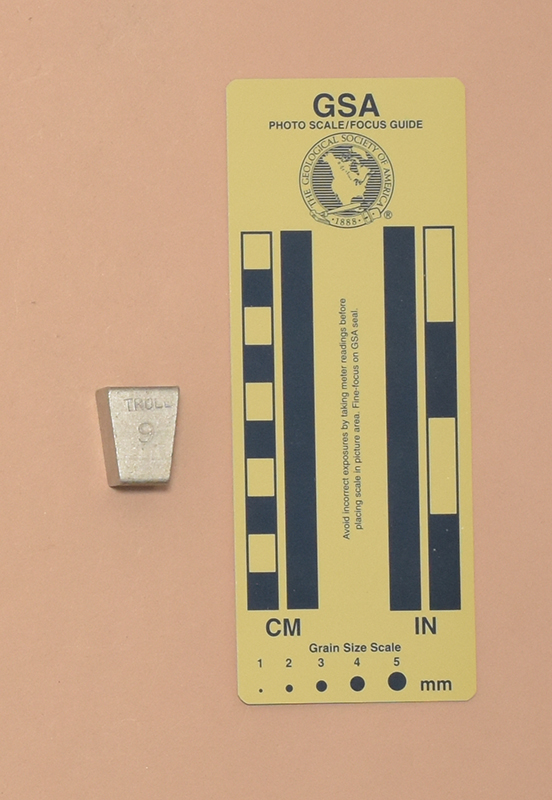 GSA
PHOTO SCALE/FOCUS GUIDE
THE GEOLOGICAL SOCIETY OF AMERICA
·1888·
®
TROLL
9
Avoid incorrect exposures by taking meter readings before
placing scale in picture area. Fine-focus on GSA seal.
CM
IN
Grain Size Scale
1 2 3 4 5
mm